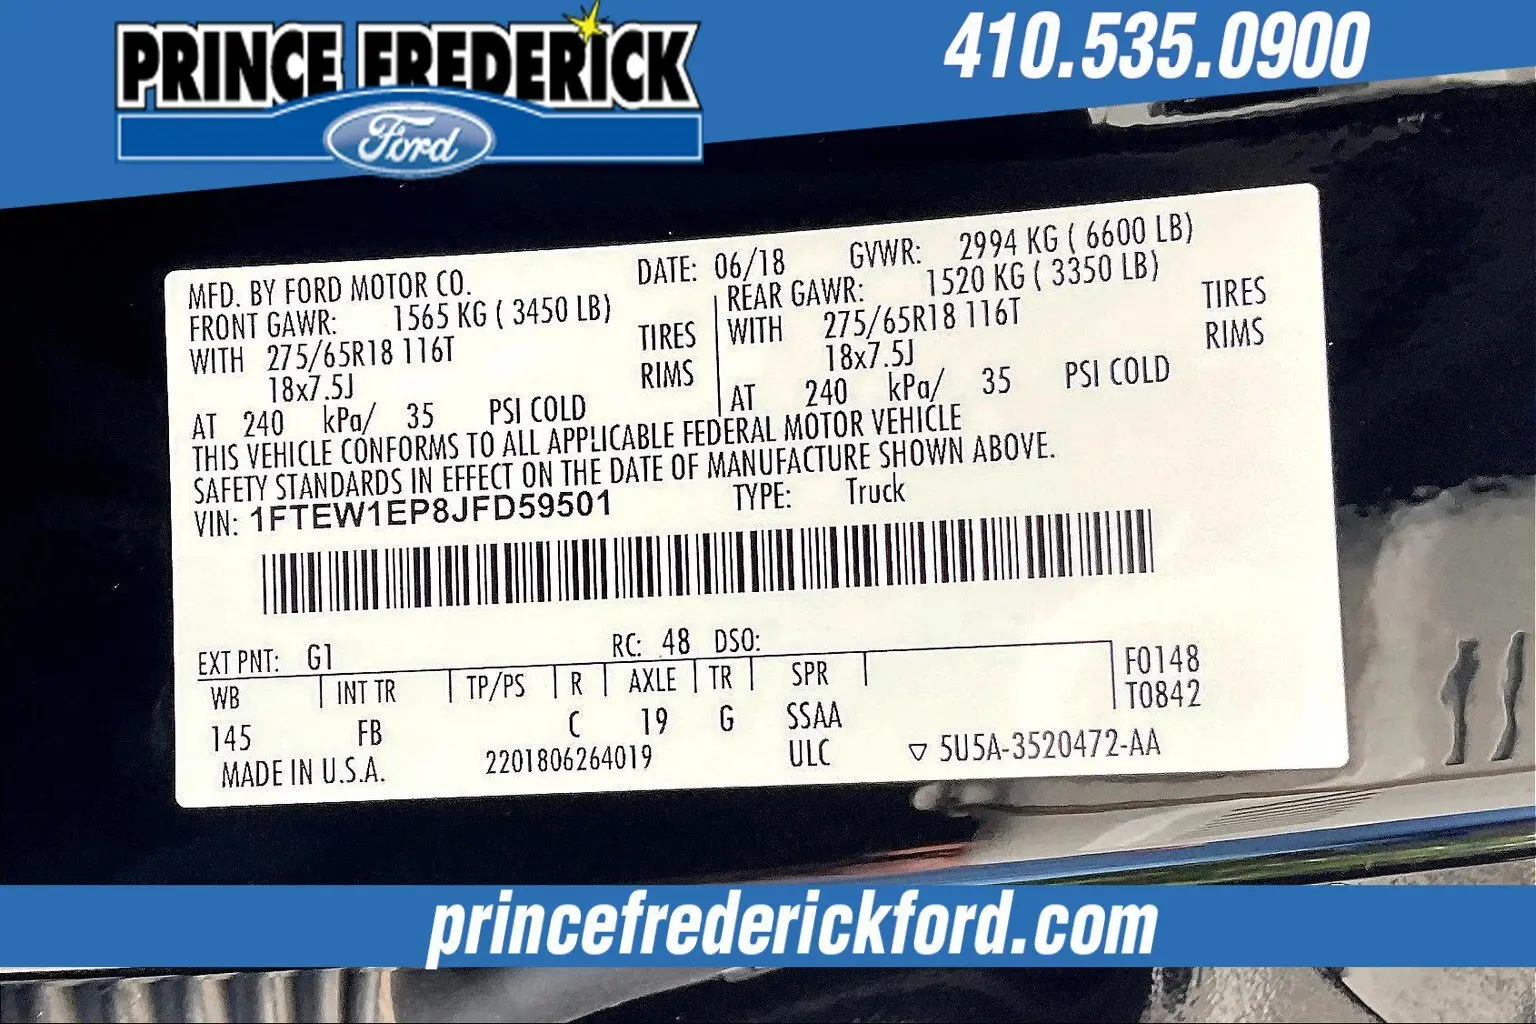 PRINCE FREDERICK
Ford
410.535.0900
MFD. BY FORD MOTOR CO. DATE: 06/18 GVWR: 2994 KG ( 6600 LB)
FRONT GAWR: 1565 KG ( 3450 LB) REAR GAWR: 1520 KG ( 3350 LB)
WITH 275/65R18 116T TIRES WITH 275/65R18 116T TIRES
18x7.5J RIMS 18x7.5J RIMS
AT 240 kPa/ 35 PSI COLD AT 240 kPa/ 35 PSI COLD
THIS VEHICLE CONFORMS TO ALL APPLICABLE FEDERAL MOTOR VEHICLE
SAFETY STANDARDS IN EFFECT ON THE DATE OF MANUFACTURE SHOWN ABOVE.
VIN: 1FTEW1EP8JFD59501 TYPE: Truck
EXT PNT: G1 RC: 48 DSO:
WB INT TR TP/PS R AXLE TR SPR F0148
T0842
145 FB C 19 G SSAA
MADE IN U.S.A. 2201806264019 ULC ▽ 5U5A-3520472-AA
princefrederickford.com